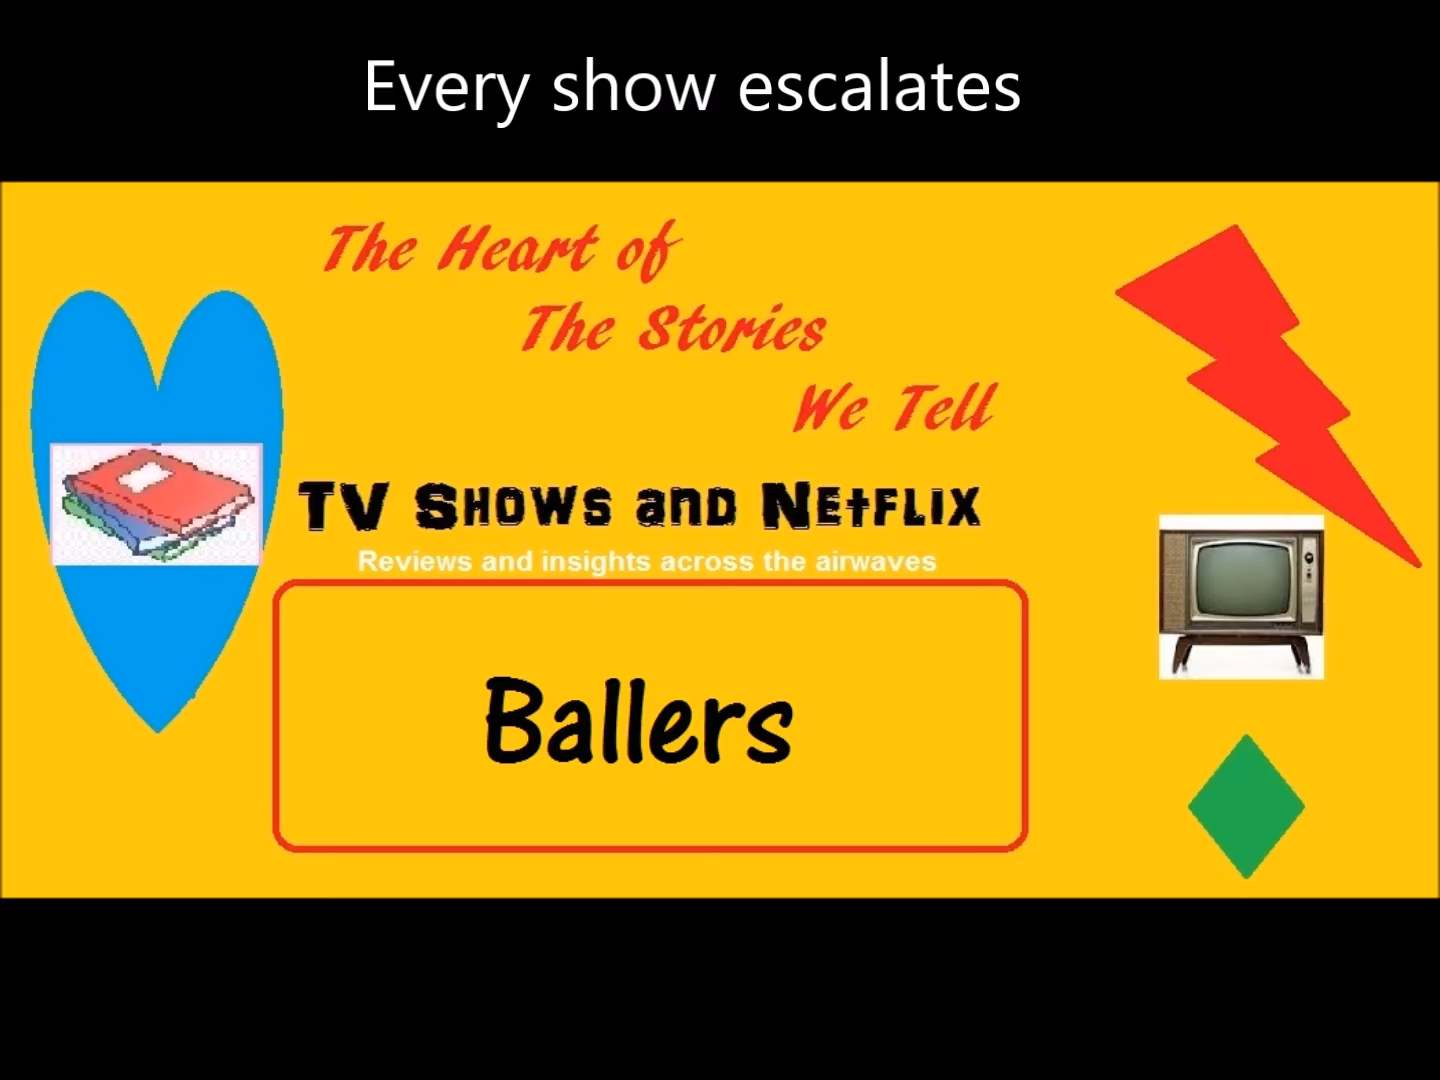 Every show escalates
The Heart of
The Stories
We Tell
TV Shows and Netflix
Reviews and insights across the airwaves
Ballers